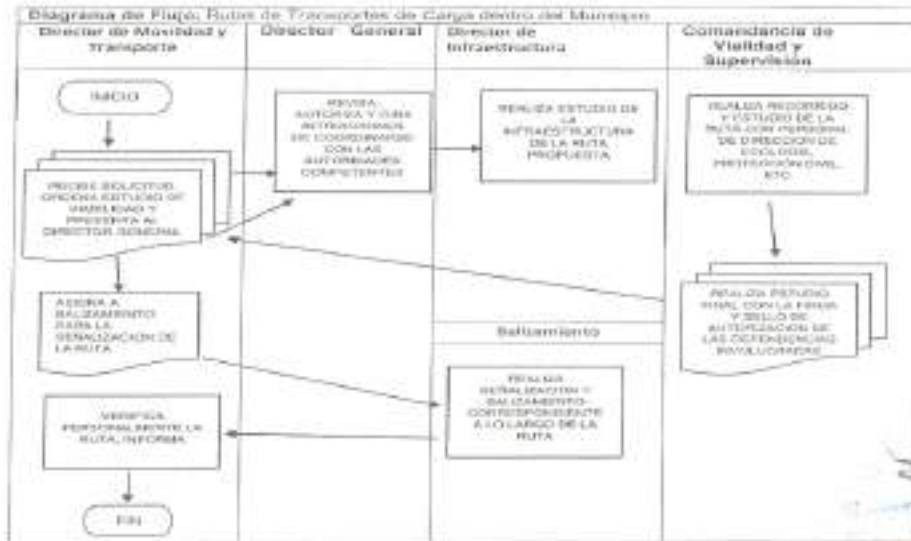 Diagrama de Flujo: Rutas de Transportes de Carga dentro del Municipio
Director de Movilidad y
Transporte
Director General
Director de
Infraestructura
Comandancia de
Vialidad y
Supervisión
INICIO
RECIBE SOLICITUD
ORDENA ESTUDIO DE
VIABILIDAD Y
PRESENTA AL
DIRECTOR GENERAL
REVISA
AUTORIZA Y GIRA
INSTRUCCIONES
DE COORDINARSE
CON LAS
AUTORIDADES
COMPETENTES
REALIZA ESTUDIO DE
LA
INFRAESTRUCTURA
DE LA RUTA
PROPUESTA
REALIZA RECORRIDO
Y ESTUDIO DE LA
RUTA CON PERSONAL
DE DIRECCION DE
ECOLOGIA,
PROTECCION CIVIL,
ETC
REALIZA ESTUDIO
FINAL CON LA FIRMA
Y SELLO DE
AUTORIZACION DE
LAS DEPENDENCIAS
INVOLUCRADAS
ASIGNA A
BALIZAMIENTO
PARA LA
SEÑALIZACION DE
LA RUTA
Balizamiento
REALIZA
SEÑALIZACION Y
BALIZAMIENTO
CORRESPONDIENTE
A LO LARGO DE LA
RUTA
VERIFICA
PERSONALMENTE LA
RUTA, INFORMA
FIN